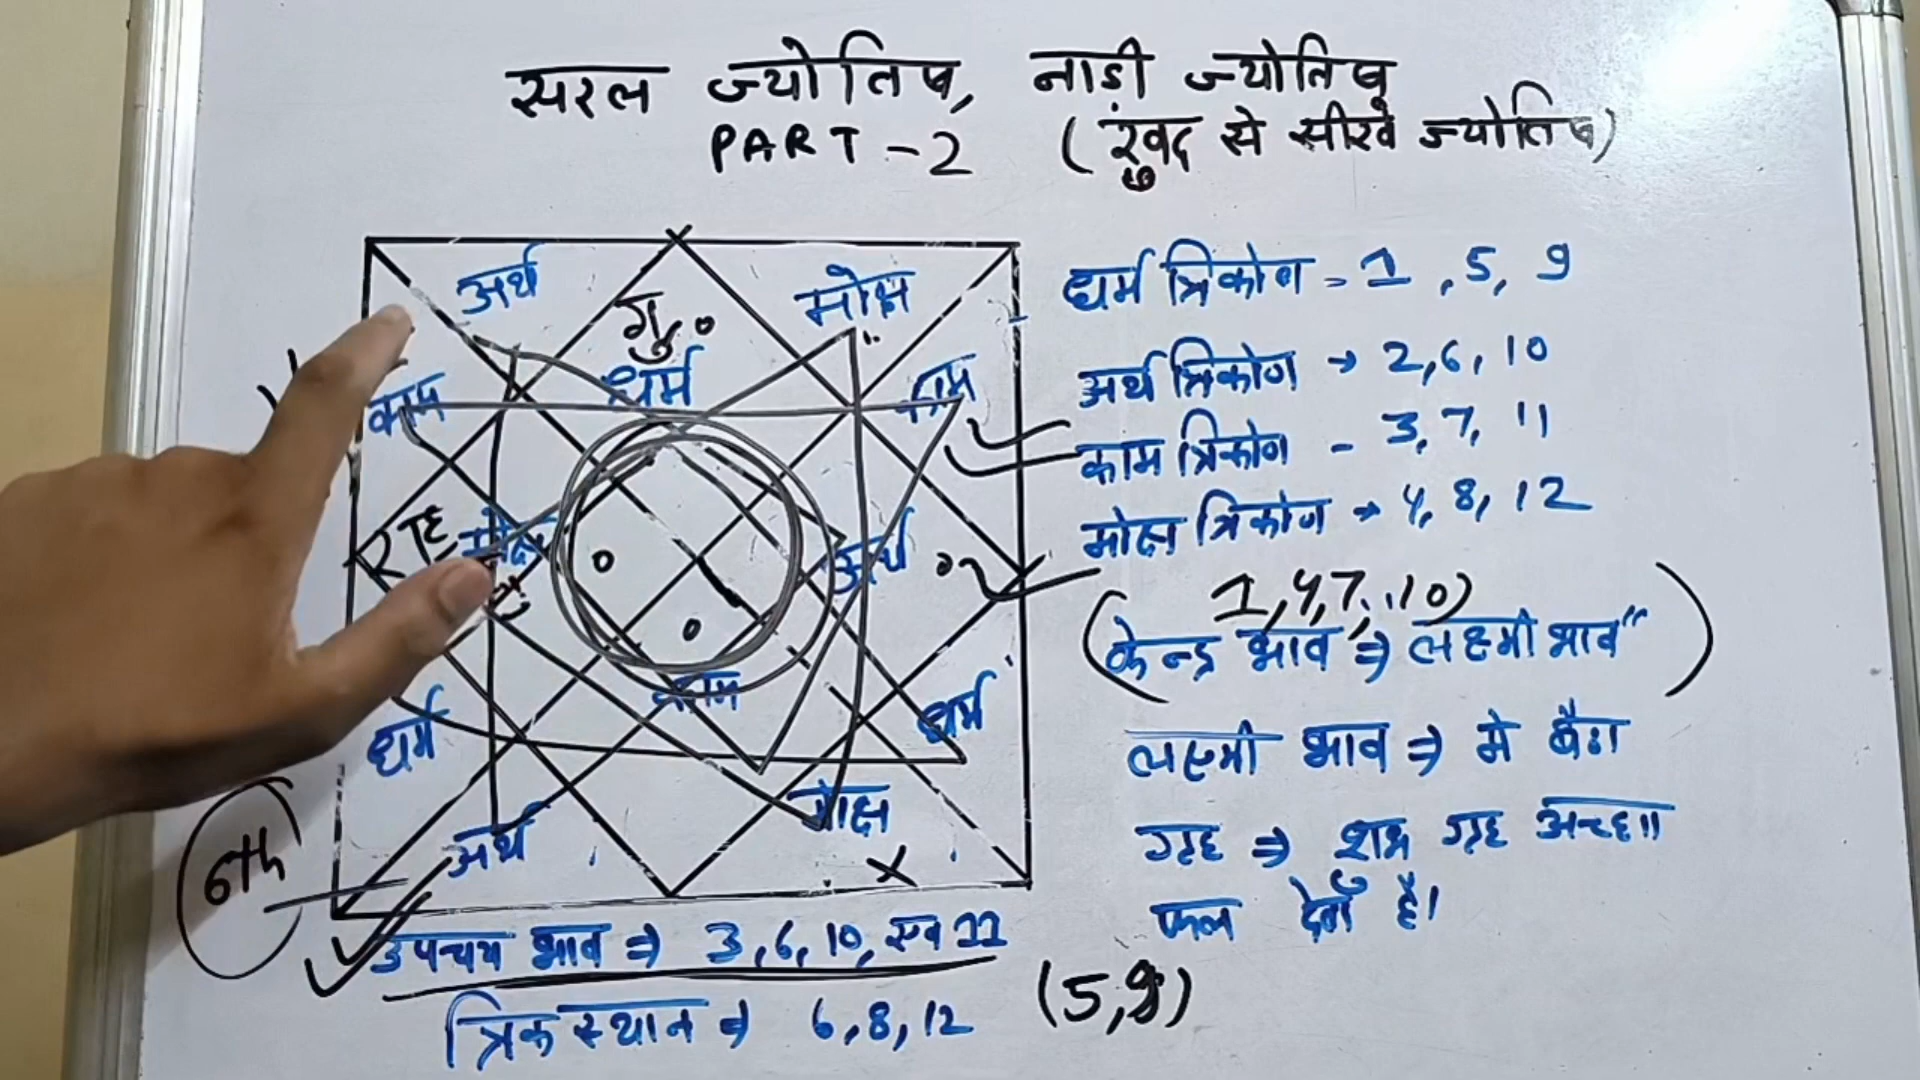 सरल ज्योतिष, नाडी ज्योतिष
PART - 2 (खुद से सीखे ज्योतिष)
अर्थ
मोक्ष
गु.
धर्म
काम
काम
मोक्ष
अर्थ
काम
धर्म
धर्म
अर्थ
मोक्ष
6th
धर्म त्रिकोण - 1, 5, 9
अर्थ त्रिकोण → 2, 6, 10
काम त्रिकोण - 3, 7, 11
मोक्ष त्रिकोण → 4, 8, 12
1, 4, 7, 10)
(केन्द्र भाव ⇒ लक्ष्मी भाव")
लक्ष्मी भाव ⇒ मे बैठा
ग्रह ⇒ शुभ ग्रह अच्छा
फल देता है।
उपचय भाव ⇒ 3, 6, 10, एव 11
त्रिक स्थान ⇒ 6, 8, 12
(5, 9)